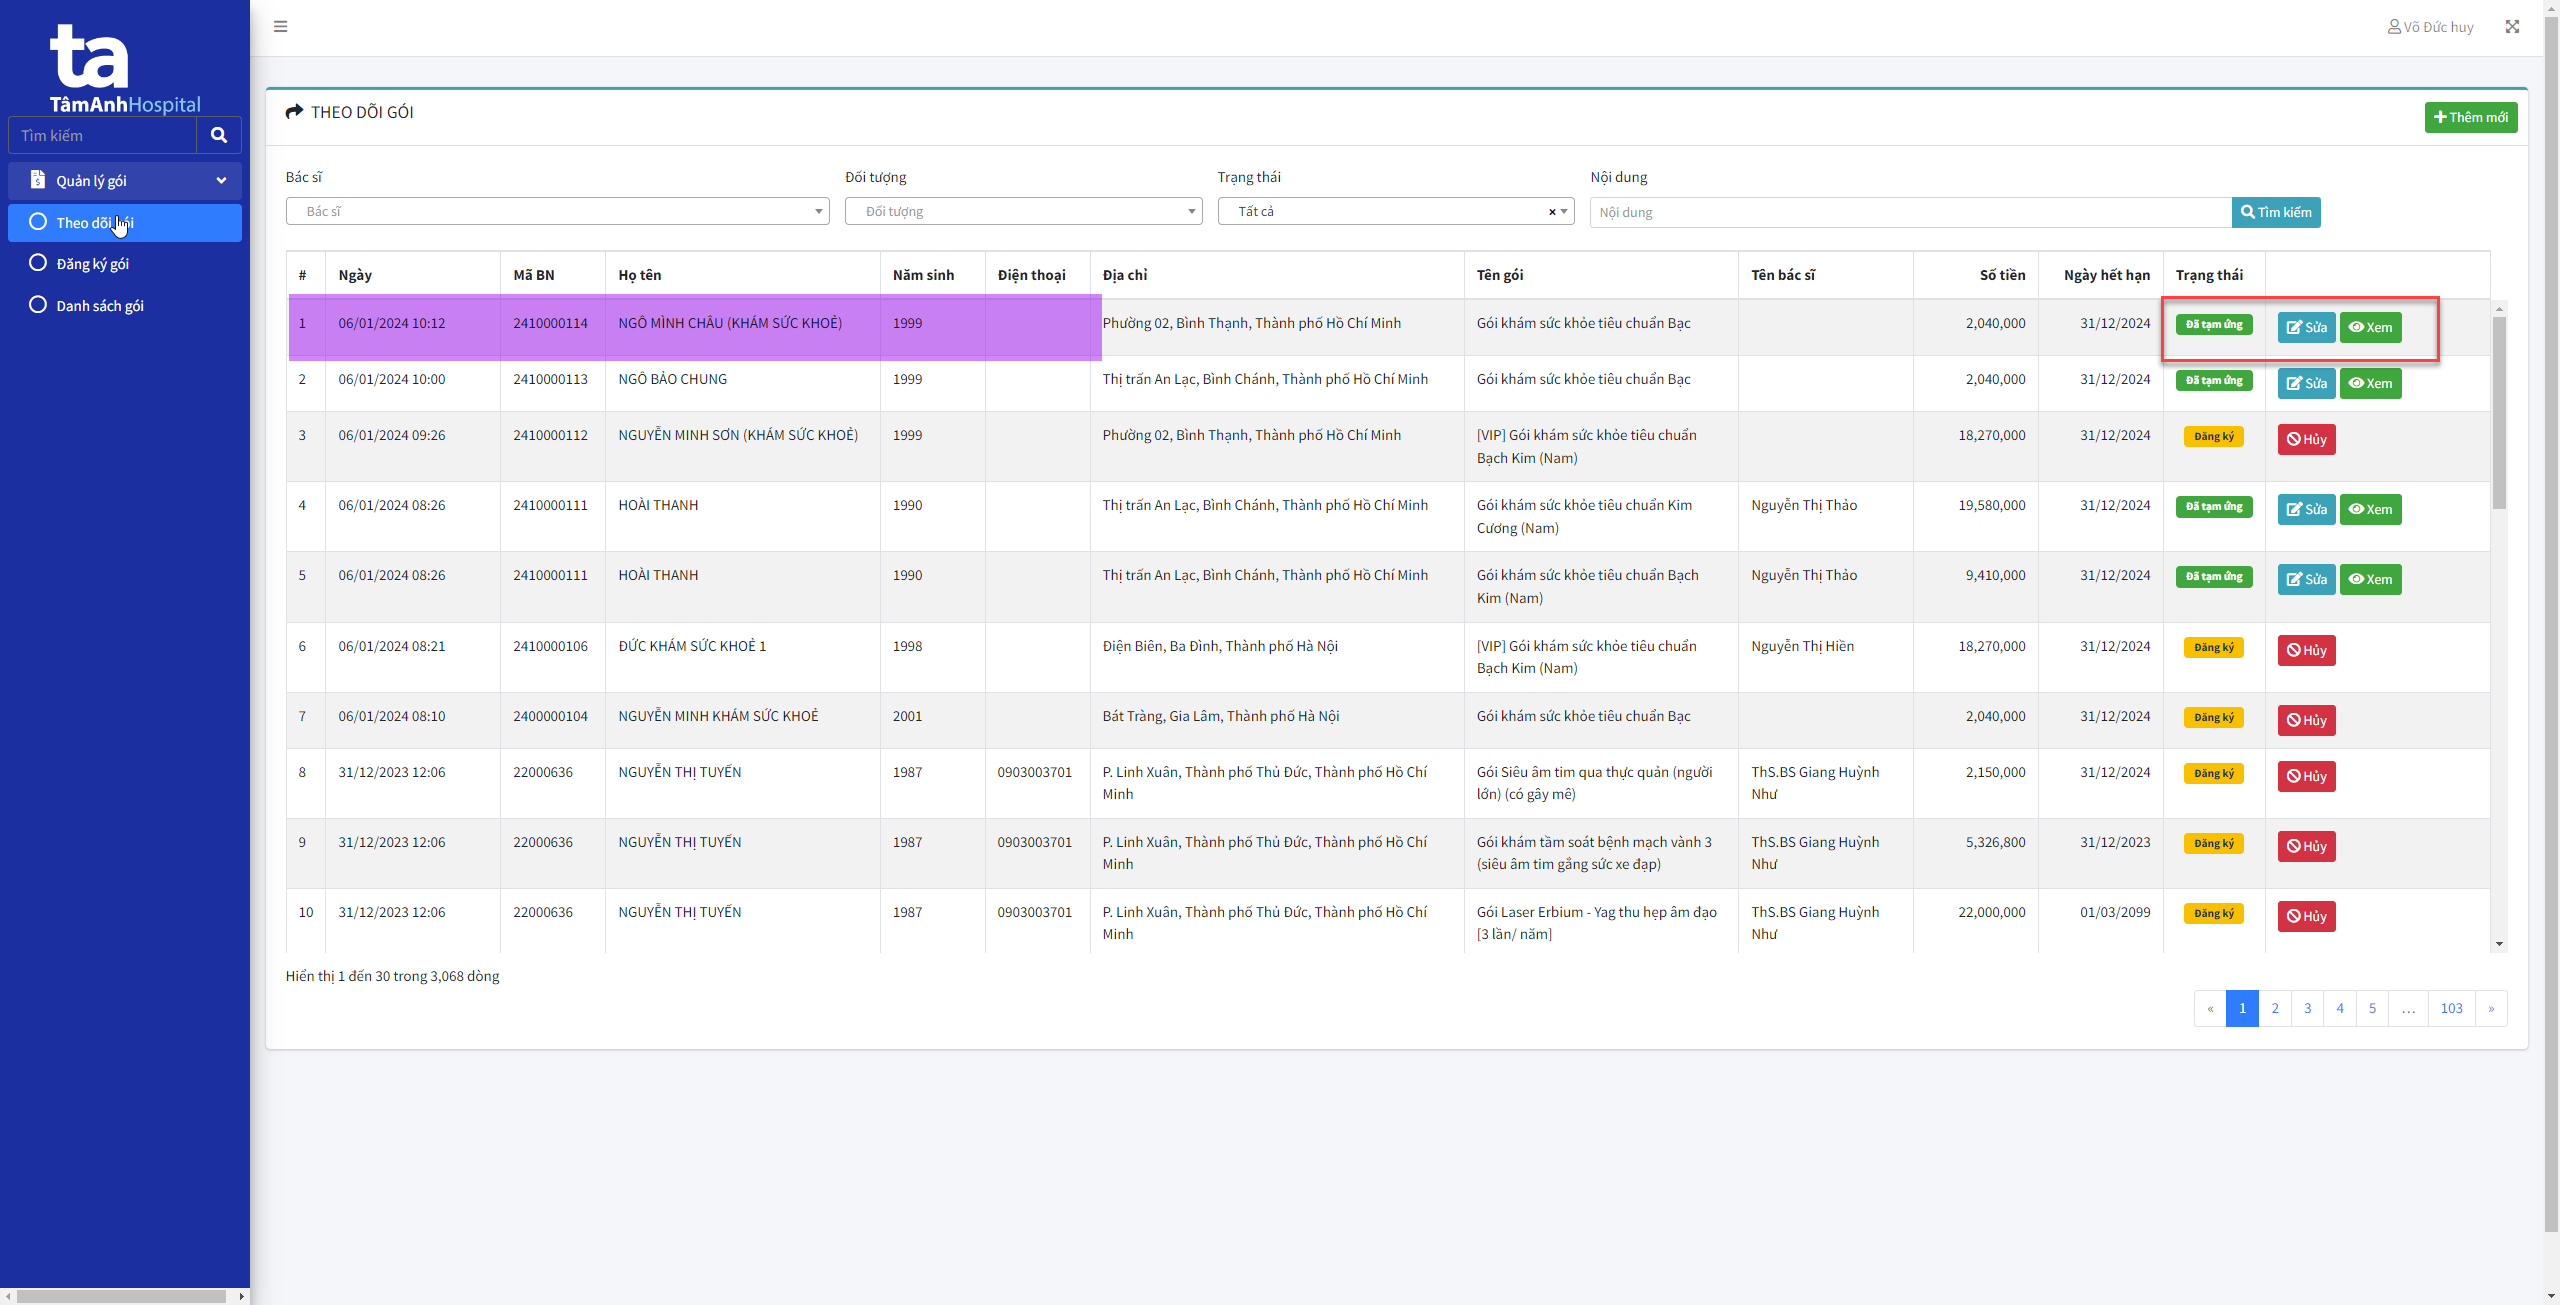 ta
TâmAnhHospital
Tìm kiếm
Quản lý gói
Theo dõi gói
Đăng ký gói
Danh sách gói
Võ Đức huy
THEO DÕI GÓI
Thêm mới
Bác sĩ Đối tượng Trạng thái Nội dung
Bác sĩ Đối tượng Tất cả × Nội dung Tìm kiếm
# Ngày Mã BN Họ tên Năm sinh Điện thoại Địa chỉ Tên gói Tên bác sĩ Số tiền Ngày hết hạn Trạng thái
1 06/01/2024 10:12 2410000114 NGÔ MÌNH CHÂU (KHÁM SỨC KHOẺ) 1999 Phường 02, Bình Thạnh, Thành phố Hồ Chí Minh Gói khám sức khỏe tiêu chuẩn Bạc 2,040,000 31/12/2024 Đã tạm ứng Sửa Xem
2 06/01/2024 10:00 2410000113 NGÔ BẢO CHUNG 1999 Thị trấn An Lạc, Bình Chánh, Thành phố Hồ Chí Minh Gói khám sức khỏe tiêu chuẩn Bạc 2,040,000 31/12/2024 Đã tạm ứng Sửa Xem
3 06/01/2024 09:26 2410000112 NGUYỄN MINH SƠN (KHÁM SỨC KHOẺ) 1999 Phường 02, Bình Thạnh, Thành phố Hồ Chí Minh [VIP] Gói khám sức khỏe tiêu chuẩn 18,270,000 31/12/2024 Đăng ký Hủy
Bạch Kim (Nam)
4 06/01/2024 08:26 2410000111 HOÀI THANH 1990 Thị trấn An Lạc, Bình Chánh, Thành phố Hồ Chí Minh Gói khám sức khỏe tiêu chuẩn Kim Nguyễn Thị Thảo 19,580,000 31/12/2024 Đã tạm ứng Sửa Xem
Cương (Nam)
5 06/01/2024 08:26 2410000111 HOÀI THANH 1990 Thị trấn An Lạc, Bình Chánh, Thành phố Hồ Chí Minh Gói khám sức khỏe tiêu chuẩn Bạch Nguyễn Thị Thảo 9,410,000 31/12/2024 Đã tạm ứng Sửa Xem
Kim (Nam)
6 06/01/2024 08:21 2410000106 ĐỨC KHÁM SỨC KHOẺ 1 1998 Điện Biên, Ba Đình, Thành phố Hà Nội [VIP] Gói khám sức khỏe tiêu chuẩn Nguyễn Thị Hiền 18,270,000 31/12/2024 Đăng ký Hủy
Bạch Kim (Nam)
7 06/01/2024 08:10 2400000104 NGUYỄN MINH KHÁM SỨC KHOẺ 2001 Bát Tràng, Gia Lâm, Thành phố Hà Nội Gói khám sức khỏe tiêu chuẩn Bạc 2,040,000 31/12/2024 Đăng ký Hủy
8 31/12/2023 12:06 22000636 NGUYỄN THỊ TUYẾN 1987 0903003701 P. Linh Xuân, Thành phố Thủ Đức, Thành phố Hồ Chí Gói Siêu âm tim qua thực quản (người ThS.BS Giang Huỳnh 2,150,000 31/12/2024 Đăng ký Hủy
Minh lớn) (có gây mê) Như
9 31/12/2023 12:06 22000636 NGUYỄN THỊ TUYẾN 1987 0903003701 P. Linh Xuân, Thành phố Thủ Đức, Thành phố Hồ Chí Gói khám tầm soát bệnh mạch vành 3 ThS.BS Giang Huỳnh 5,326,800 31/12/2023 Đăng ký Hủy
Minh (siêu âm tim gắng sức xe đạp) Như
10 31/12/2023 12:06 22000636 NGUYỄN THỊ TUYẾN 1987 0903003701 P. Linh Xuân, Thành phố Thủ Đức, Thành phố Hồ Chí Gói Laser Erbium - Yag thu hẹp âm đạo ThS.BS Giang Huỳnh 22,000,000 01/03/2099 Đăng ký Hủy
Minh [3 lần/ năm] Như
Hiển thị 1 đến 30 trong 3,068 dòng
« 1 2 3 4 5 ... 103 »